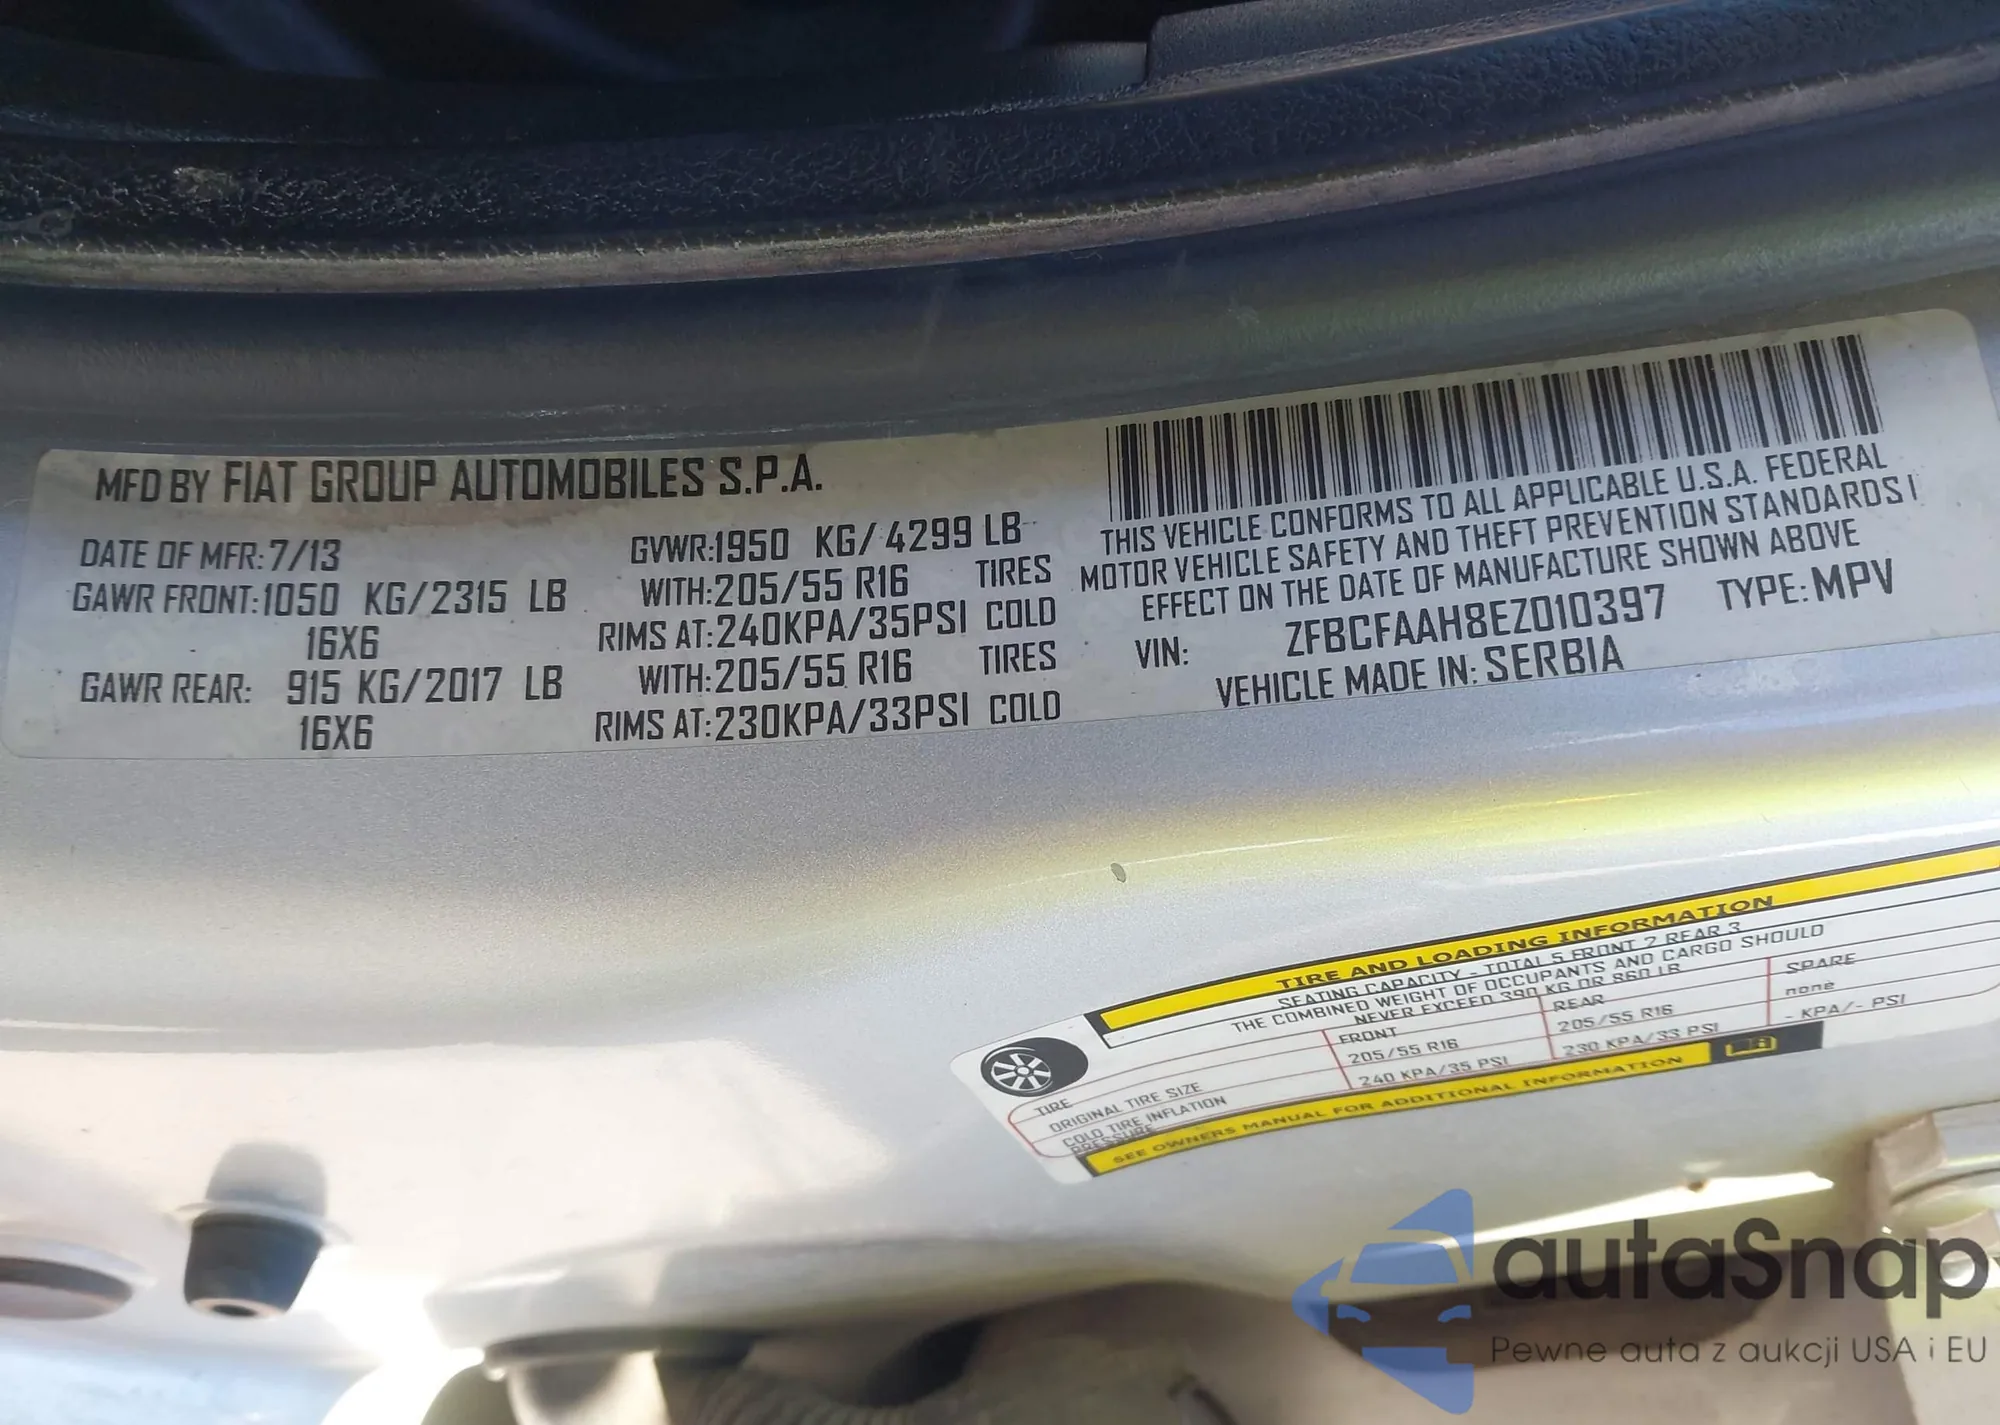 MFD BY FIAT GROUP AUTOMOBILES S.P.A.
DATE OF MFR: 7/13
GVWR: 1950 KG/ 4299 LB
GAWR FRONT: 1050 KG/2315 LB WITH: 205/55 R16 TIRES
16X6 RIMS AT: 240KPA/35PSI COLD
GAWR REAR: 915 KG/2017 LB WITH: 205/55 R16 TIRES
16X6 RIMS AT: 230KPA/33PSI COLD
THIS VEHICLE CONFORMS TO ALL APPLICABLE U.S.A. FEDERAL
MOTOR VEHICLE SAFETY AND THEFT PREVENTION STANDARDS I
EFFECT ON THE DATE OF MANUFACTURE SHOWN ABOVE
VIN: ZFBCFAAH8EZ010397 TYPE: MPV
VEHICLE MADE IN: SERBIA
TIRE AND LOADING INFORMATION
SEATING CAPACITY - TOTAL 5 FRONT 2 REAR 3
THE COMBINED WEIGHT OF OCCUPANTS AND CARGO SHOULD
NEVER EXCEED 390 KG OR 860 LB
TIRE FRONT REAR SPARE
ORIGINAL TIRE SIZE 205/55 R16 205/55 R16 none
COLD TIRE INFLATION
PRESSURE 240 KPA/35 PSI 230 KPA/33 PSI - KPA/- PSI
SEE OWNERS MANUAL FOR ADDITIONAL INFORMATION
autaSnap
Pewne auta z aukcji USA i EU